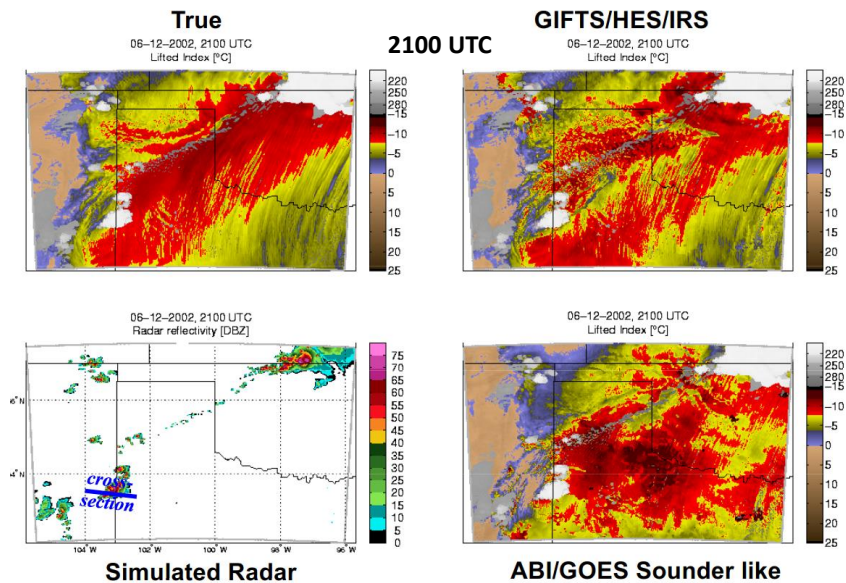 True
GIFTS/HES/IRS
2100 UTC
06-12-2002, 2100 UTC
Lifted Index [°C]
220
250
280
-15
-10
-5
0
5
10
15
20
25
06-12-2002, 2100 UTC
Lifted Index [°C]
220
250
280
-15
-10
-5
0
5
10
15
20
25
06-12-2002, 2100 UTC
Radar reflectivity [DBZ]
75
70
65
60
55
50
45
40
35
30
25
20
15
10
5
0
6°N
4°N
cross-
section
104 W
102 W
100 W
98 W
96 W
06-12-2002, 2100 UTC
Lifted Index [°C]
220
250
280
-15
-10
-5
0
5
10
15
20
25
Simulated Radar
ABI/GOES Sounder like